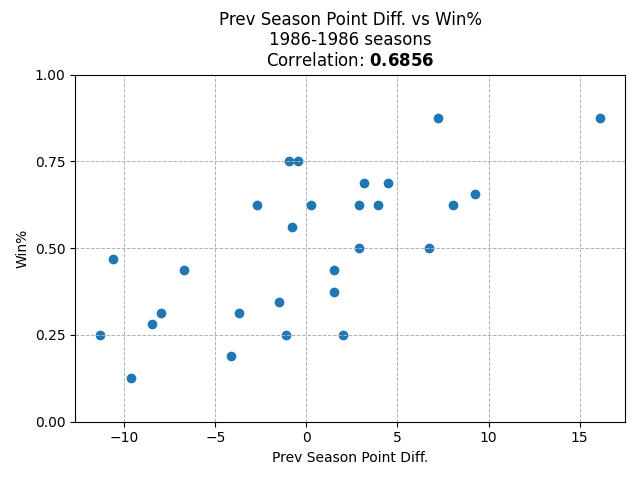 Prev Season Point Diff. vs Win%
1986-1986 seasons
Correlation: 0.6856
1.00
0.75
0.50
0.25
0.00
Win%
−10
−5
0
5
10
15
Prev Season Point Diff.